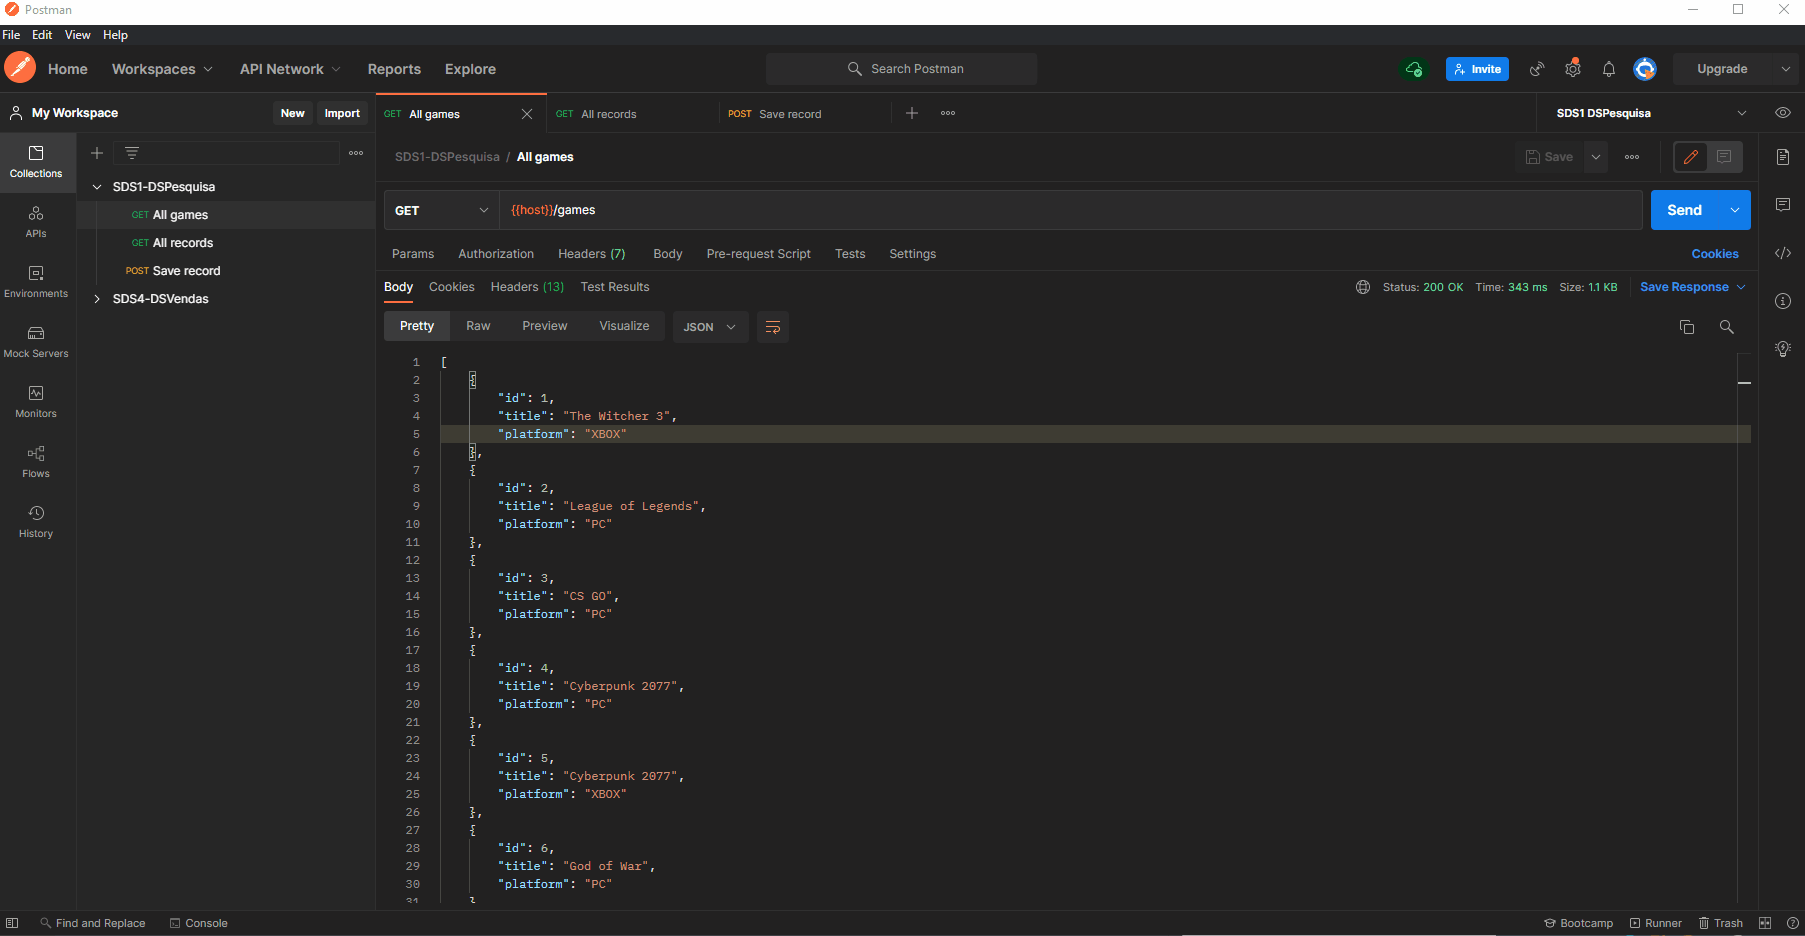 Postman
File Edit View Help
Home Workspaces API Network Reports Explore Search Postman Invite Upgrade
My Workspace New Import GET All games GET All records POST Save record SDS1 DSPesquisa
Collections
APIs
Environments
Mock Servers
Monitors
Flows
History
SDS1-DSPesquisa
GET All games
GET All records
POST Save record
SDS4-DSVendas
SDS1-DSPesquisa / All games Save
GET {{host}}/games Send
Params Authorization Headers (7) Body Pre-request Script Tests Settings Cookies
Body Cookies Headers (13) Test Results Status: 200 OK Time: 343 ms Size: 1.1 KB Save Response
Pretty Raw Preview Visualize JSON
1 [
2 {
3 "id": 1,
4 "title": "The Witcher 3",
5 "platform": "XBOX"
6 },
7 {
8 "id": 2,
9 "title": "League of Legends",
10 "platform": "PC"
11 },
12 {
13 "id": 3,
14 "title": "CS GO",
15 "platform": "PC"
16 },
17 {
18 "id": 4,
19 "title": "Cyberpunk 2077",
20 "platform": "PC"
21 },
22 {
23 "id": 5,
24 "title": "Cyberpunk 2077",
25 "platform": "XBOX"
26 },
27 {
28 "id": 6,
29 "title": "God of War",
30 "platform": "PC"
31 }
Find and Replace Console Bootcamp Runner Trash